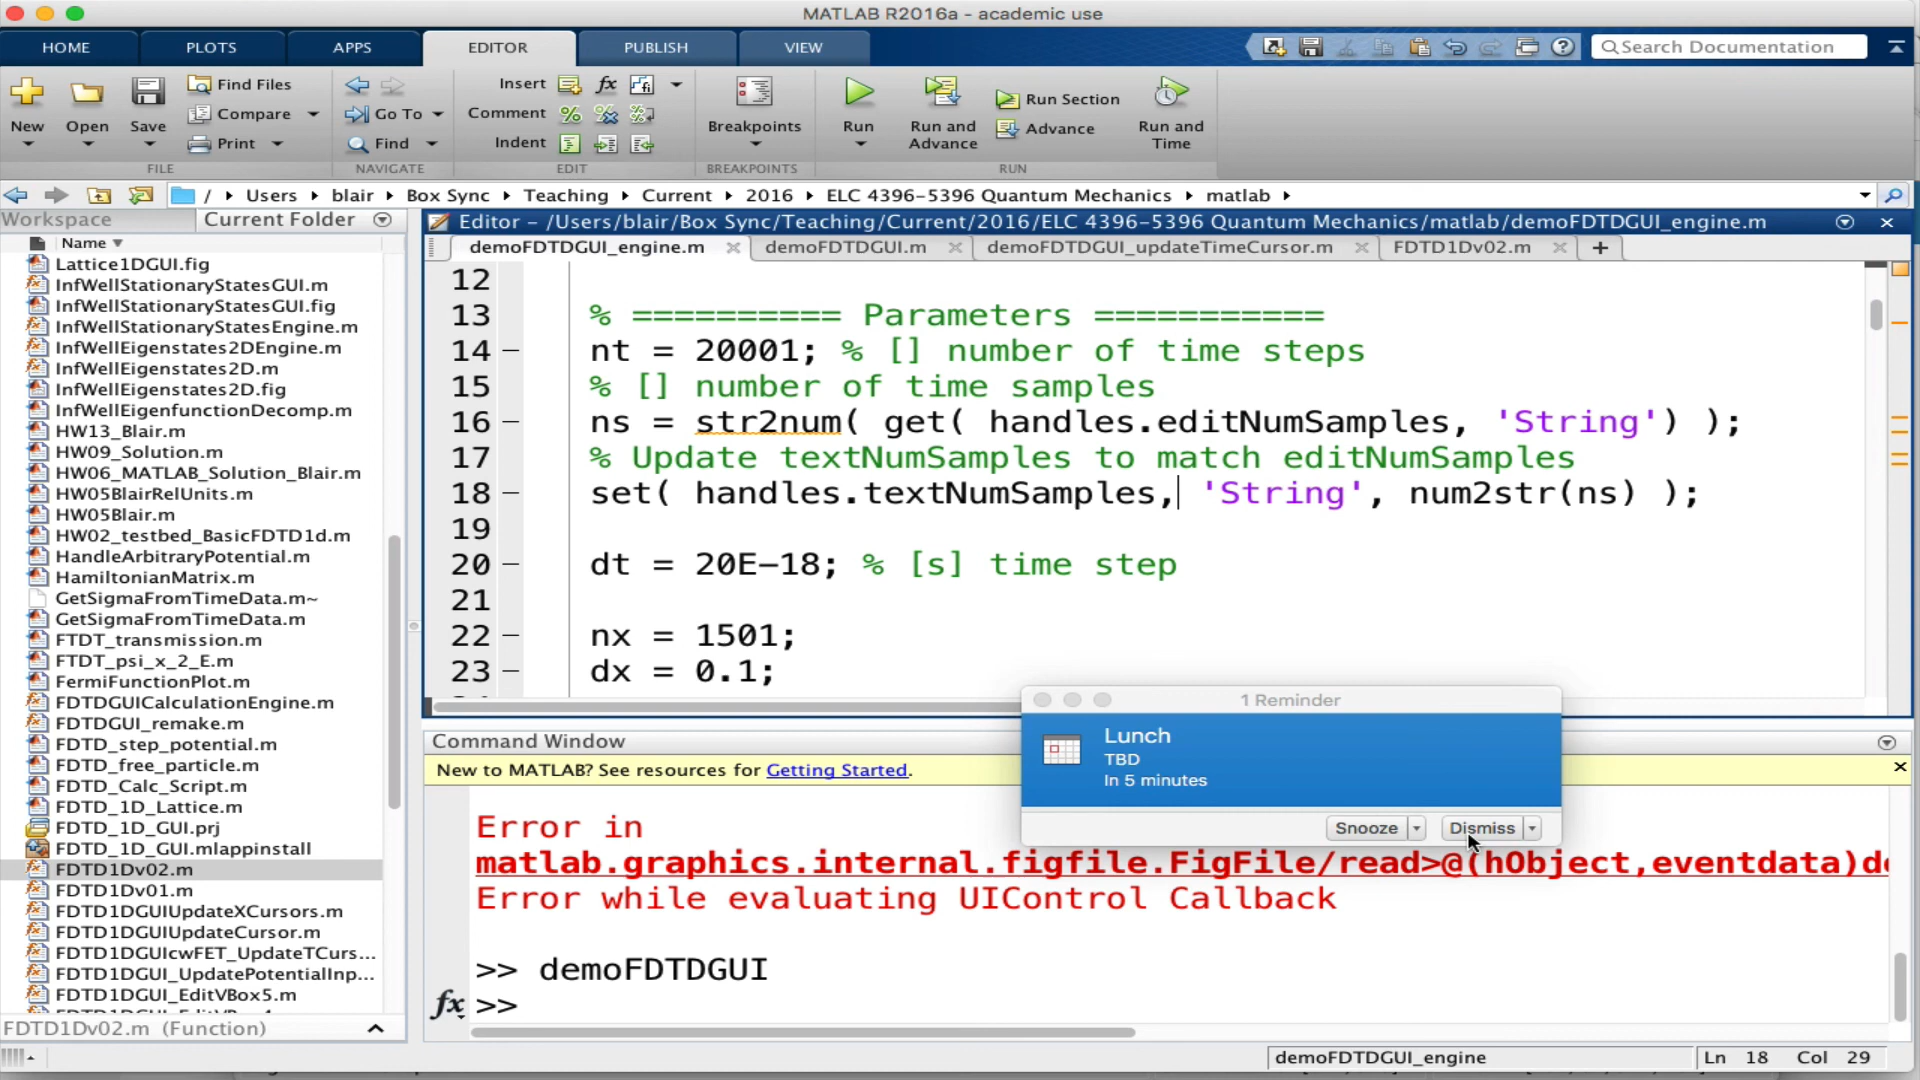 MATLAB R2016a - academic use
HOME PLOTS APPS EDITOR PUBLISH VIEW
Search Documentation
New Open Save Find Files Compare Print
Go To Find
Insert fx
Comment
Indent
Breakpoints
Run
Run and Advance
Run Section
Advance
Run and Time
FILE NAVIGATE EDIT BREAKPOINTS RUN
/ Users blair Box Sync Teaching Current 2016 ELC 4396-5396 Quantum Mechanics matlab
Workspace Current Folder
Name
Lattice1DGUI.fig
InfWellStationaryStatesGUI.m
InfWellStationaryStatesGUI.fig
InfWellStationaryStatesEngine.m
InfWellEigenstates2DEngine.m
InfWellEigenstates2D.m
InfWellEigenstates2D.fig
InfWellEigenfunctionDecomp.m
HW13_Blair.m
HW09_Solution.m
HW06_MATLAB_Solution_Blair.m
HW05BlairRelUnits.m
HW05Blair.m
HW02_testbed_BasicFDTD1d.m
HandleArbitraryPotential.m
HamiltonianMatrix.m
GetSigmaFromTimeData.m~
GetSigmaFromTimeData.m
FTDT_transmission.m
FTDT_psi_x_2_E.m
FermiFunctionPlot.m
FDTDGUICalculationEngine.m
FDTDGUI_remake.m
FDTD_step_potential.m
FDTD_free_particle.m
FDTD_Calc_Script.m
FDTD_1D_Lattice.m
FDTD_1D_GUI.prj
FDTD_1D_GUI.mlappinstall
FDTD1Dv02.m
FDTD1Dv01.m
FDTD1DGUIUpdateXCursors.m
FDTD1DGUIUpdateCursor.m
FDTD1DGUIcwFET_UpdateTCurs...
FDTD1DGUI_UpdatePotentialInp...
FDTD1DGUI_EditVBox5.m
FDTD1Dv02.m (Function)
Editor - /Users/blair/Box Sync/Teaching/Current/2016/ELC 4396-5396 Quantum Mechanics/matlab/demoFDTDGUI_engine.m
demoFDTDGUI_engine.m demoFDTDGUI.m demoFDTDGUI_updateTimeCursor.m FDTD1Dv02.m +
12
13 % ========== Parameters ===========
14 - nt = 20001; % [] number of time steps
15 % [] number of time samples
16 - ns = str2num( get( handles.editNumSamples, 'String') );
17 % Update textNumSamples to match editNumSamples
18 - set( handles.textNumSamples, 'String', num2str(ns) );
19
20 - dt = 20E-18; % [s] time step
21
22 - nx = 1501;
23 - dx = 0.1;
1 Reminder
Lunch
TBD
In 5 minutes
Snooze Dismiss
Command Window
New to MATLAB? See resources for Getting Started.
Error in
matlab.graphics.internal.figfile.FigFile/read>@(hObject,eventdata)de
Error while evaluating UIControl Callback
>> demoFDTDGUI
fx >>
demoFDTDGUI_engine Ln 18 Col 29